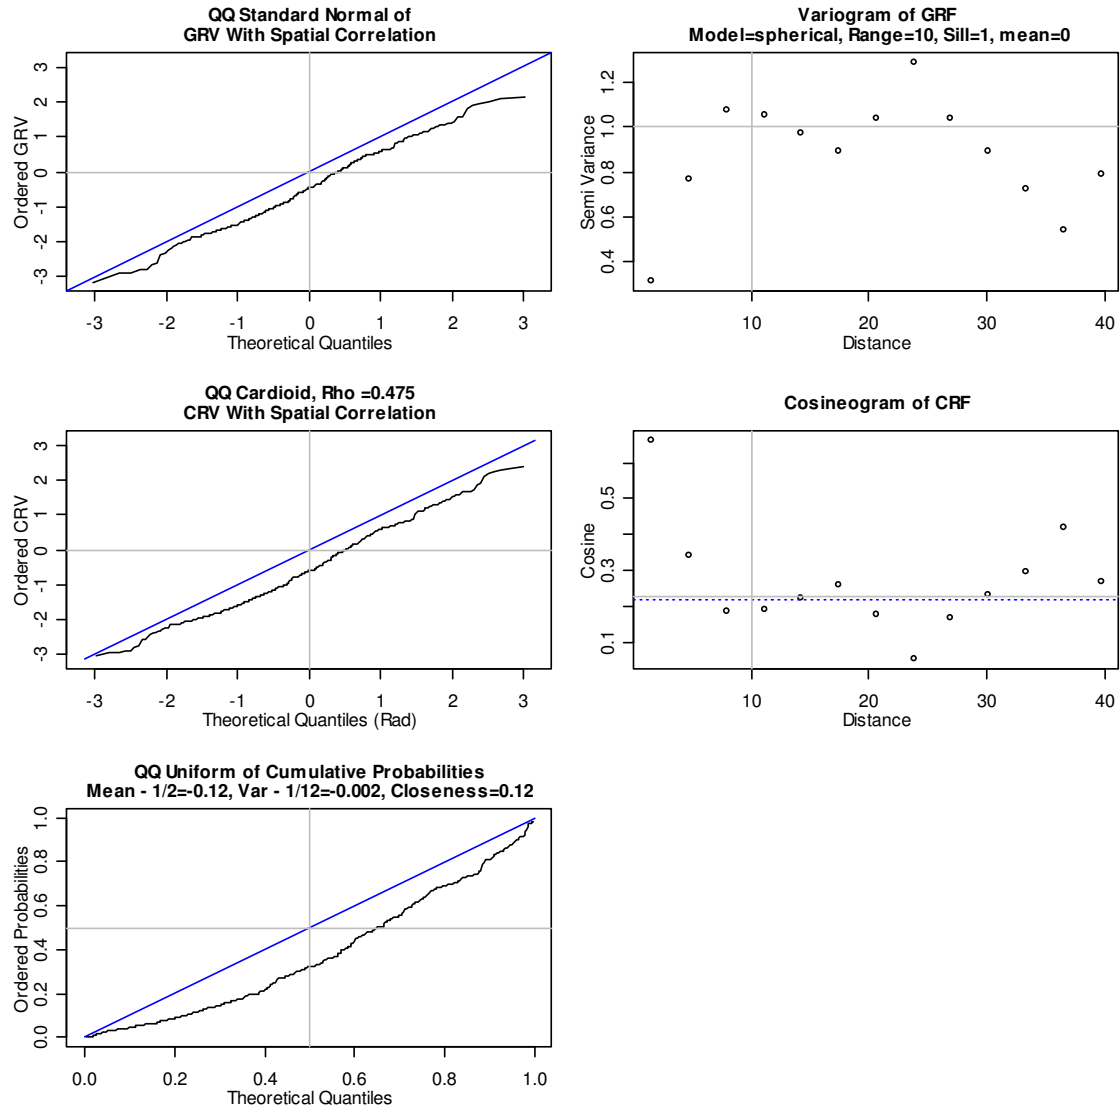 QQ Standard Normal of
GRV With Spatial Correlation
Ordered GRV
3
2
1
0
-1
-2
-3
-3 -2 -1 0 1 2 3
Theoretical Quantiles
Variogram of GRF
Model=spherical, Range=10, Sill=1, mean=0
Semi Variance
1.2
1.0
0.8
0.6
0.4
10 20 30 40
Distance
QQ Cardioid, Rho =0.475
CRV With Spatial Correlation
Ordered CRV
3
2
1
0
-1
-2
-3
-3 -2 -1 0 1 2 3
Theoretical Quantiles (Rad)
Cosineogram of CRF
Cosine
0.5
0.3
0.1
10 20 30 40
Distance
QQ Uniform of Cumulative Probabilities
Mean - 1/2=-0.12, Var - 1/12=-0.002, Closeness=0.12
Ordered Probabilities
1.0
0.8
0.6
0.4
0.2
0.0
0.0 0.2 0.4 0.6 0.8 1.0
Theoretical Quantiles